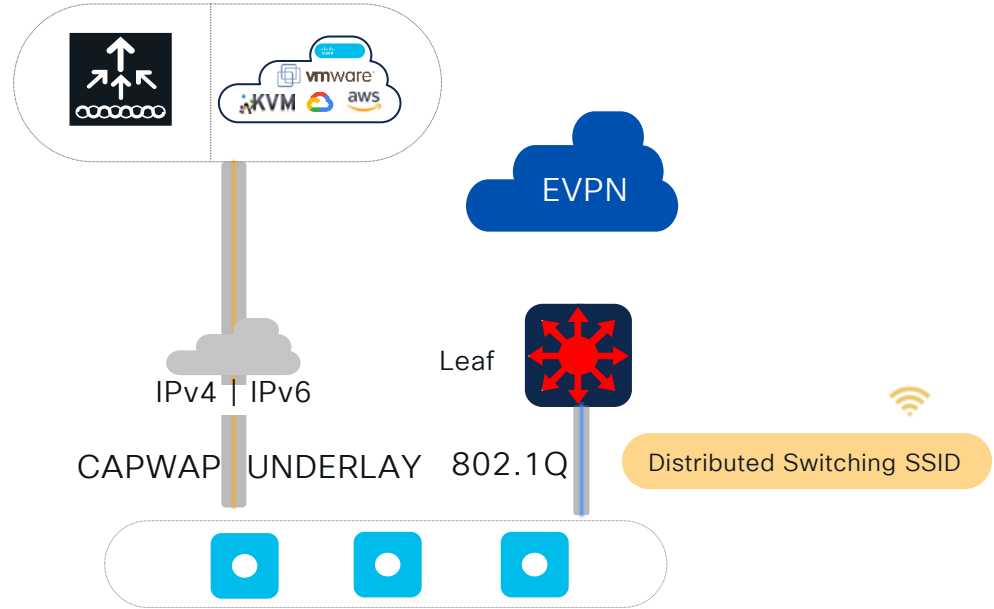 vmware
KVM
aws
EVPN
Leaf
IPv4 | IPv6
CAPWAP UNDERLAY
802.1Q
Distributed Switching SSID